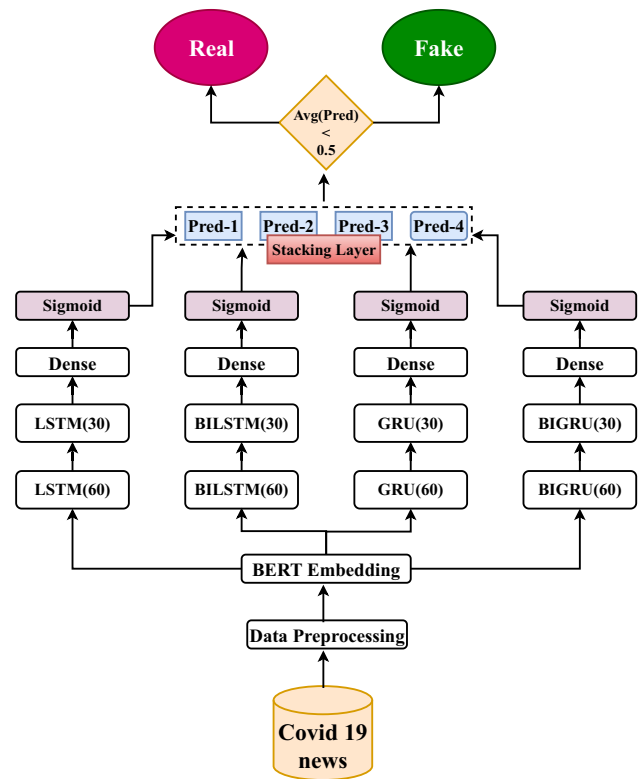 Real
Fake
Avg(Pred)
<
0.5
Pred-1
Pred-2
Pred-3
Pred-4
Stacking Layer
Sigmoid
Sigmoid
Sigmoid
Sigmoid
Dense
Dense
Dense
Dense
LSTM(30)
BILSTM(30)
GRU(30)
BIGRU(30)
LSTM(60)
BILSTM(60)
GRU(60)
BIGRU(60)
BERT Embedding
Data Preprocessing
Covid 19
news